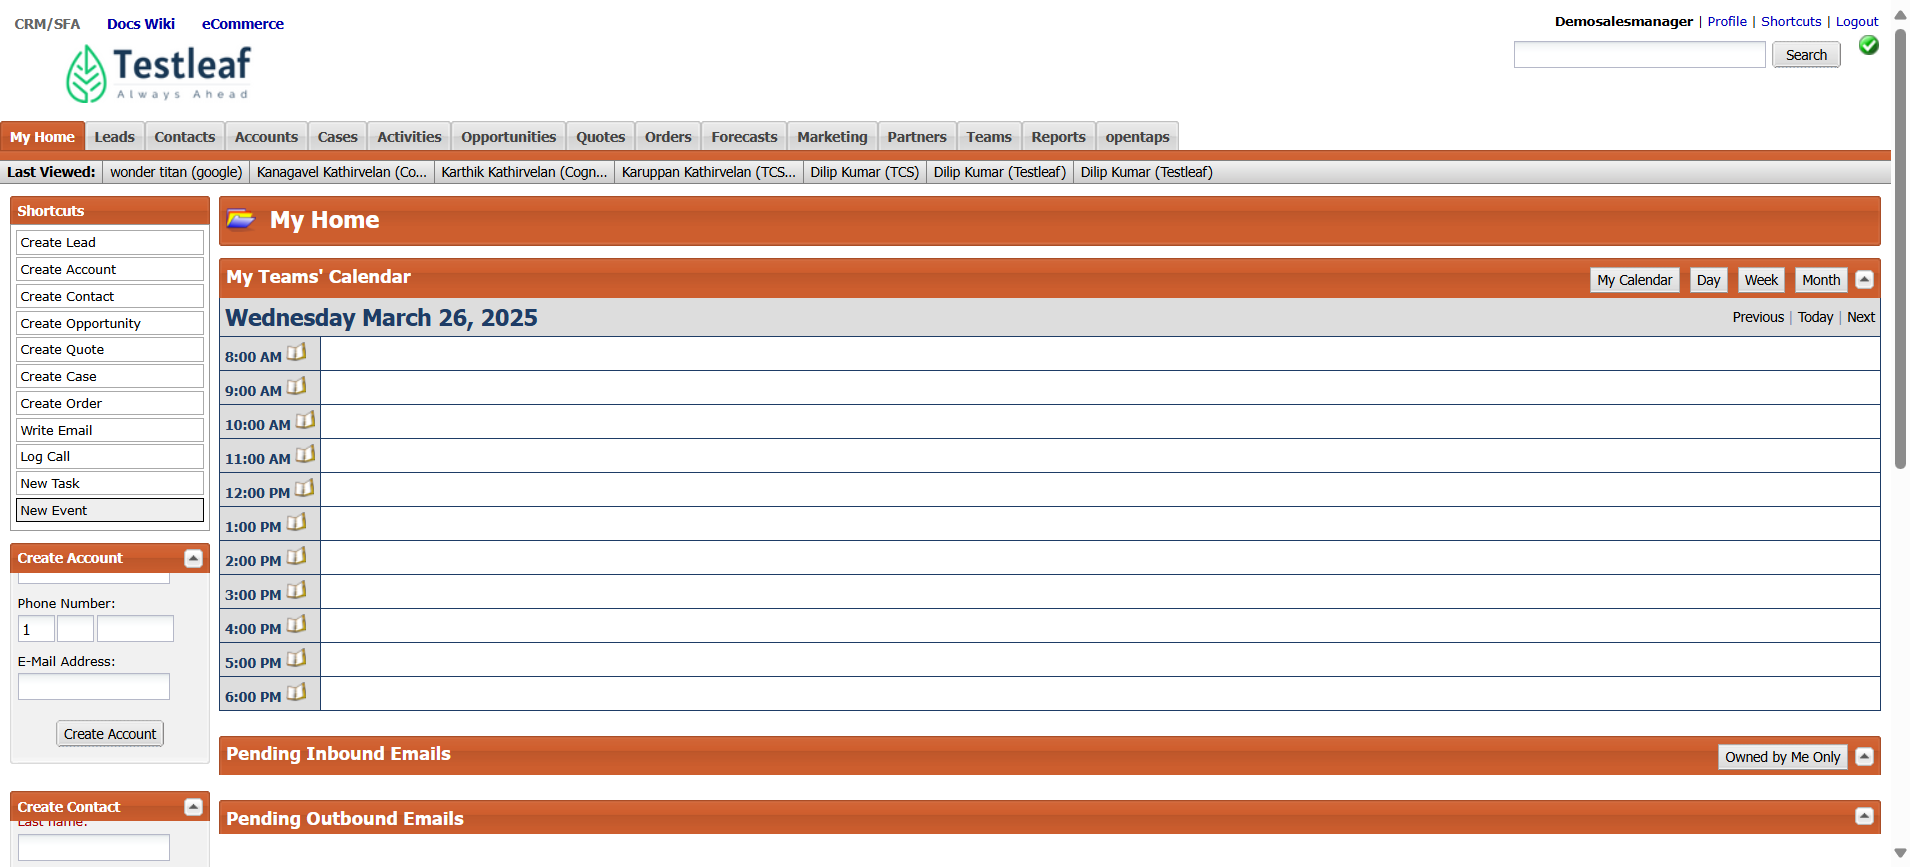 CRM/SFA Docs Wiki eCommerce
Demosalesmanager | Profile | Shortcuts | Logout
Search
Testleaf
Always Ahead
My Home Leads Contacts Accounts Cases Activities Opportunities Quotes Orders Forecasts Marketing Partners Teams Reports opentaps
Last Viewed: wonder titan (google) Kanagavel Kathirvelan (Co... Karthik Kathirvelan (Cogn... Karuppan Kathirvelan (TCS... Dilip Kumar (TCS) Dilip Kumar (Testleaf) Dilip Kumar (Testleaf)
Shortcuts
Create Lead
Create Account
Create Contact
Create Opportunity
Create Quote
Create Case
Create Order
Write Email
Log Call
New Task
New Event
Create Account
Phone Number:
1
E-Mail Address:
Create Account
Create Contact
Last name:
My Home
My Teams' Calendar
My Calendar Day Week Month
Wednesday March 26, 2025
Previous | Today | Next
8:00 AM
9:00 AM
10:00 AM
11:00 AM
12:00 PM
1:00 PM
2:00 PM
3:00 PM
4:00 PM
5:00 PM
6:00 PM
Pending Inbound Emails
Owned by Me Only
Pending Outbound Emails